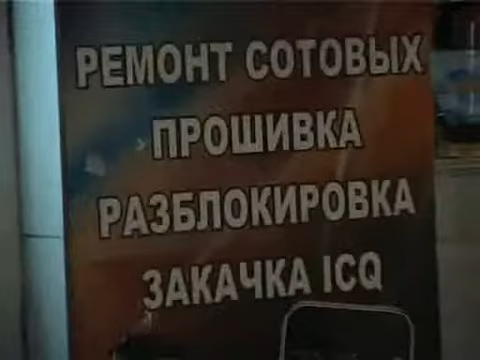 РЕМОНТ СОТОВЫХ
ПРОШИВКА
РАЗБЛОКИРОВКА
ЗАКАЧКА ICQ